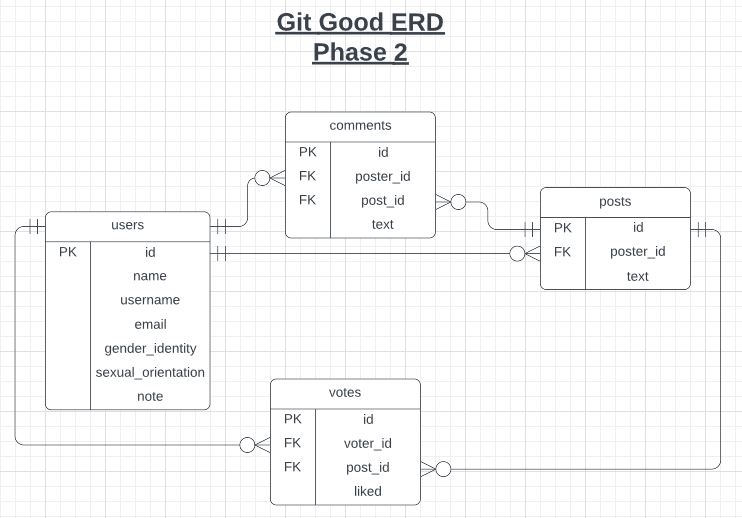 Git Good ERD
Phase 2
comments
PK id
FK poster_id
FK post_id
text
posts
PK id
FK poster_id
text
users
PK id
name
username
email
gender_identity
sexual_orientation
note
votes
PK id
FK voter_id
FK post_id
liked